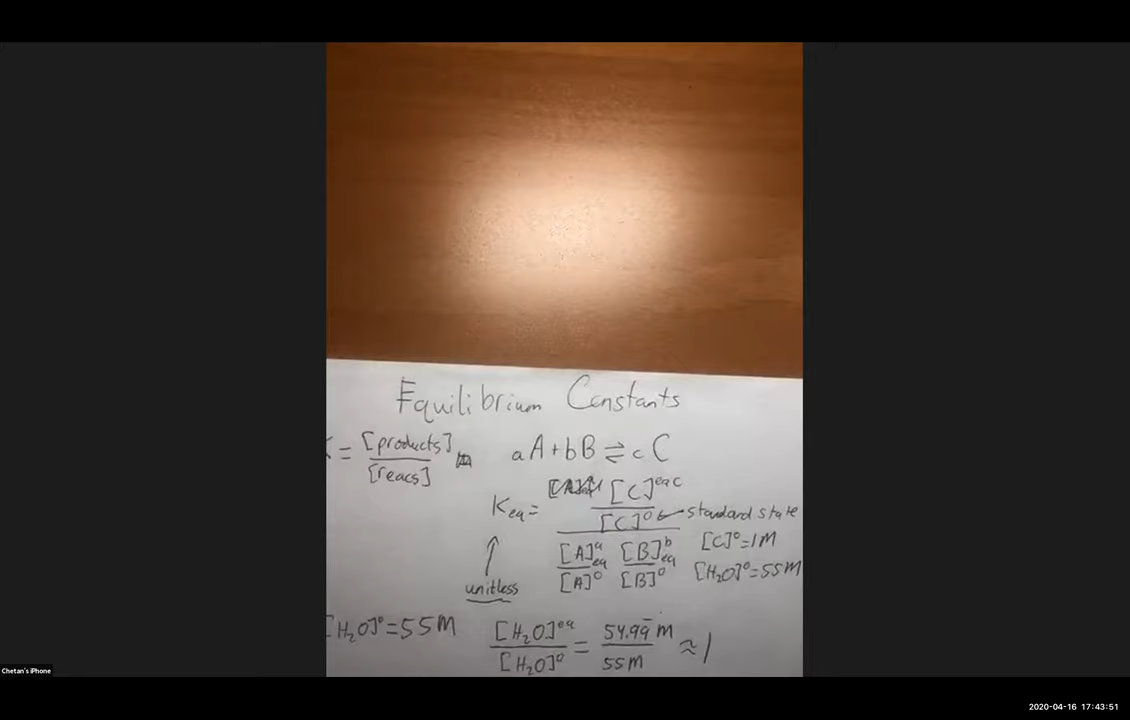 Equilibrium Constants
= [products] / [reacs]
aA + bB ⇌ cC
Keq = [C]^eq c / [C]° ← standard state
[A]^a eq / [A]° [B]^b eq / [B]°
[C]° = 1M
[H₂O]° = 55M
↑
unitless
[H₂O]° = 55M
[H₂O]^eq / [H₂O]° = 54.99 M / 55M ≈ 1
Chetan's iPhone
2020-04-16 17:43:51